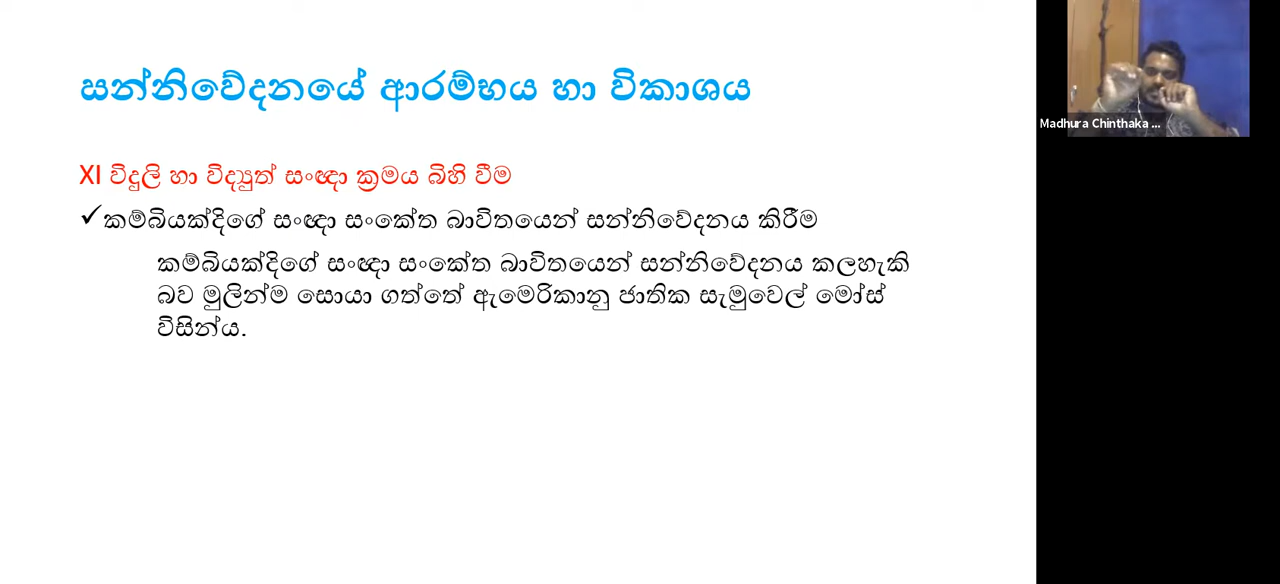 සන්නිවේදනයේ ආරම්භය හා විකාශය
XI විදුලි හා විද්‍යුත් සංඥා ක්‍රමය බිහි වීම
✓කම්බියක්දිගේ සංඥා සංකේත බාවිතයෙන් සන්නිවේදනය කිරීම
කම්බියක්දිගේ සංඥා සංකේත බාවිතයෙන් සන්නිවේදනය කලහැකි
බව මුලින්ම සොයා ගත්තේ ඇමෙරිකානු ජාතික සැමුවෙල් මෝස්
විසින්ය.
Madhura Chinthaka ...